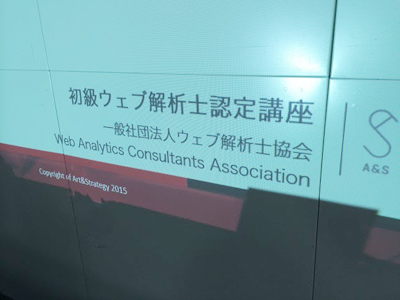 初級ウェブ解析士認定講座
一般社団法人ウェブ解析士協会
Web Analytics Consultants Association
A&S
Copyright of Art&Strategy 2015